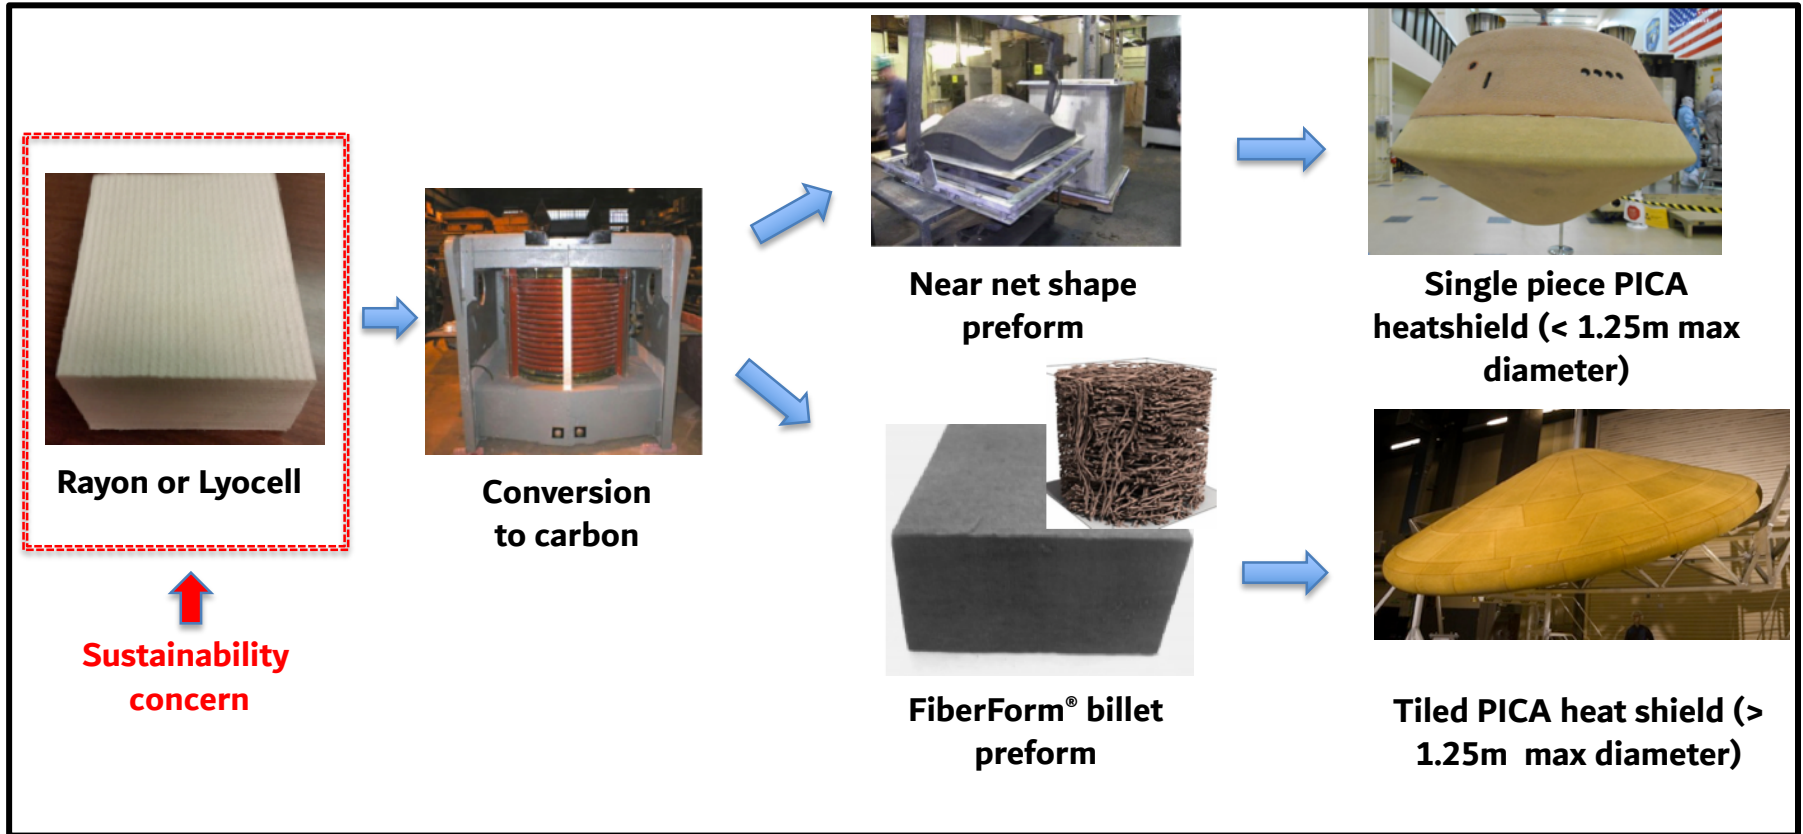 Rayon or Lyocell
Sustainability
concern
Conversion
to carbon
Near net shape
preform
Single piece PICA
heatshield (< 1.25m max
diameter)
FiberForm® billet
preform
Tiled PICA heat shield (>
1.25m max diameter)